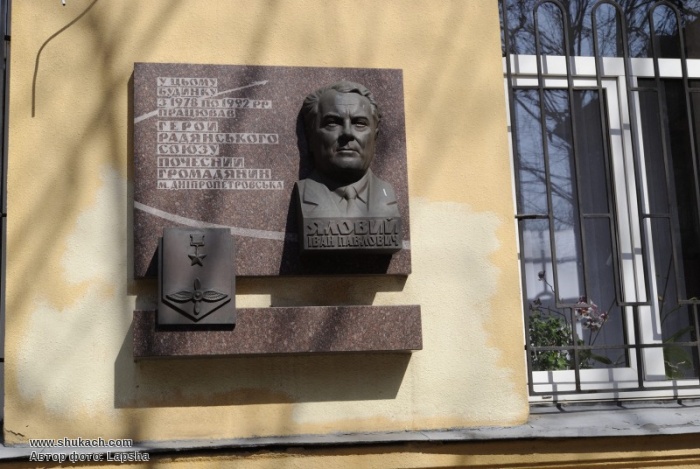 У ЦЬОМУ
БУДИНКУ
З 1978 ПО 1992 РР
ПРАЦЮВАВ
ГЕРОЙ
РАДЯНСЬКОГО
СОЮЗУ
ПОЧЕСНИЙ
ГРОМАДЯНИН
М. ДНІПРОПЕТРОВСЬКА
ЯЛОВИЙ
ІВАН ПАВЛОВИЧ
www.shukach.com
Автор фото: Lapsha